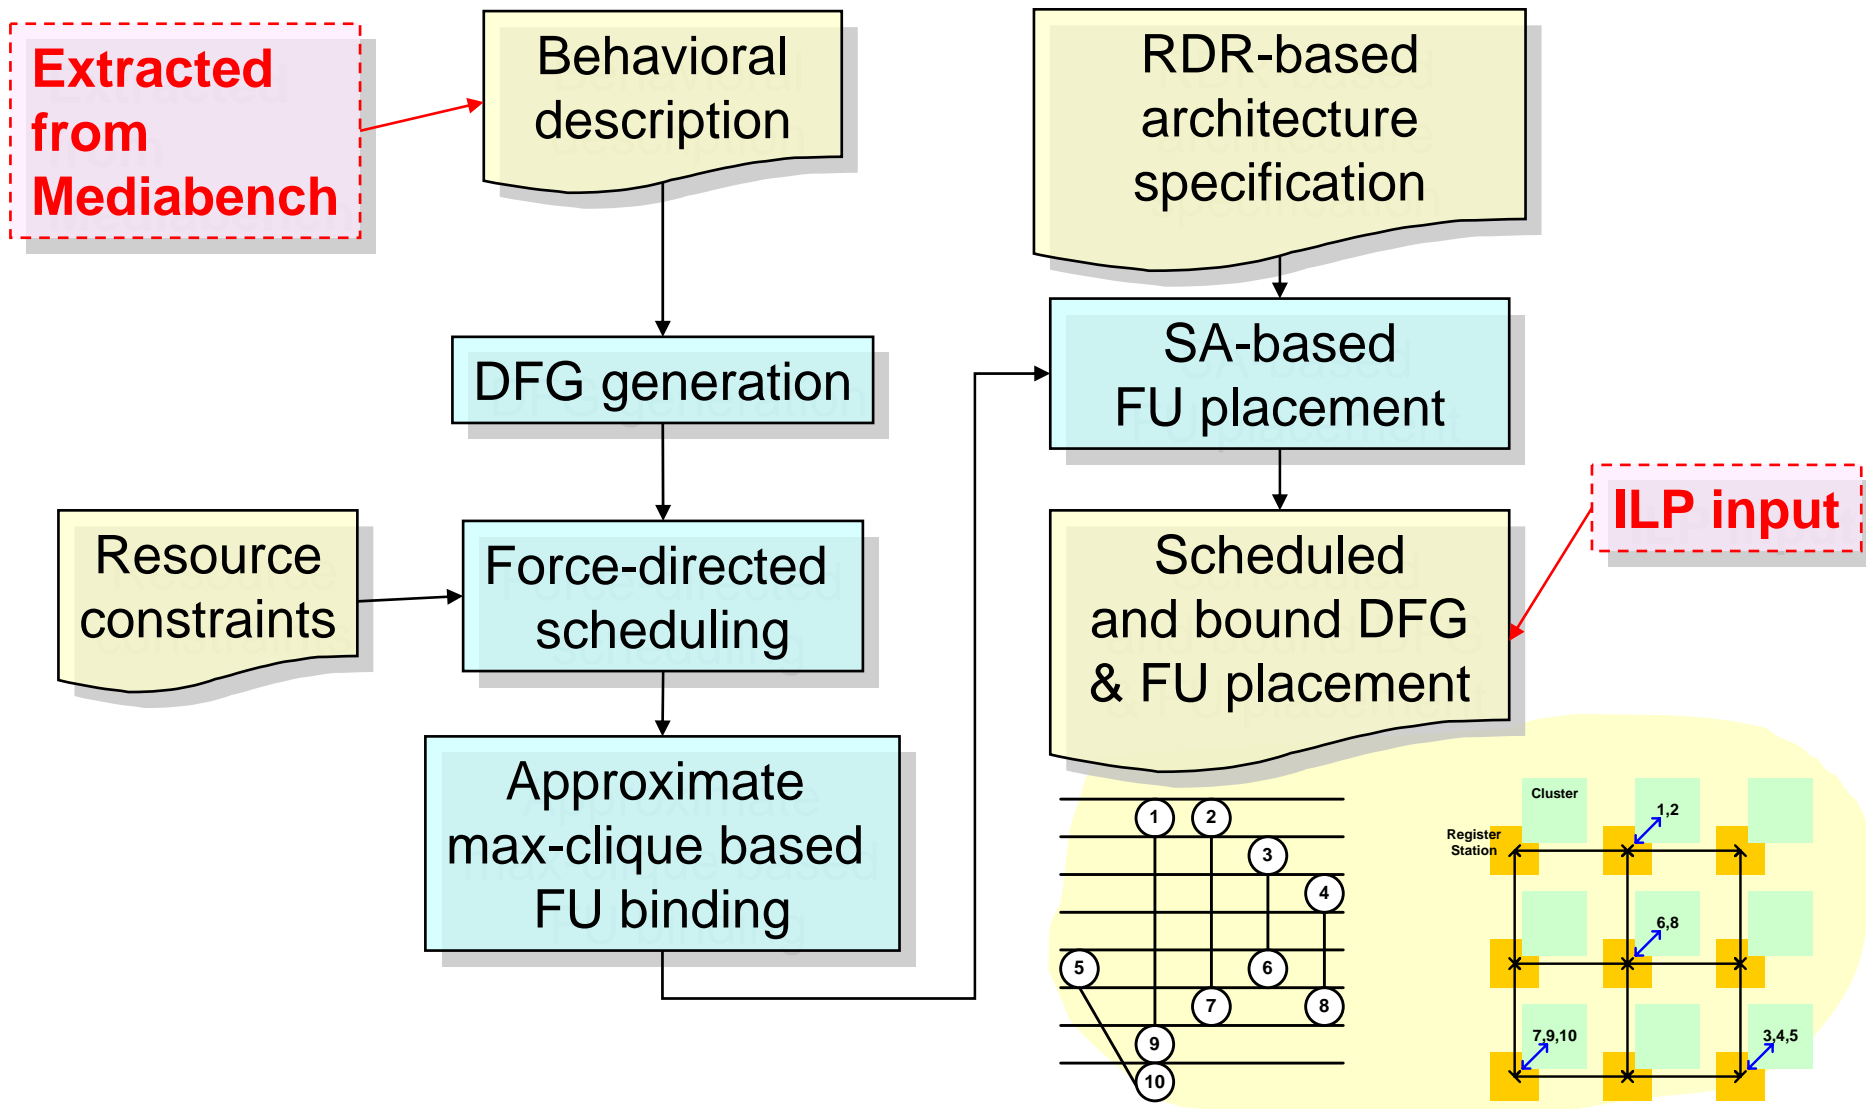 Extracted
from
Mediabench
Behavioral
description
RDR-based
architecture
specification
DFG generation
SA-based
FU placement
Resource
constraints
Force-directed
scheduling
ILP input
Scheduled
and bound DFG
& FU placement
Approximate
max-clique based
FU binding
1
2
3
4
5
6
7
8
9
10
Cluster
1,2
Register
Station
6,8
7,9,10
3,4,5